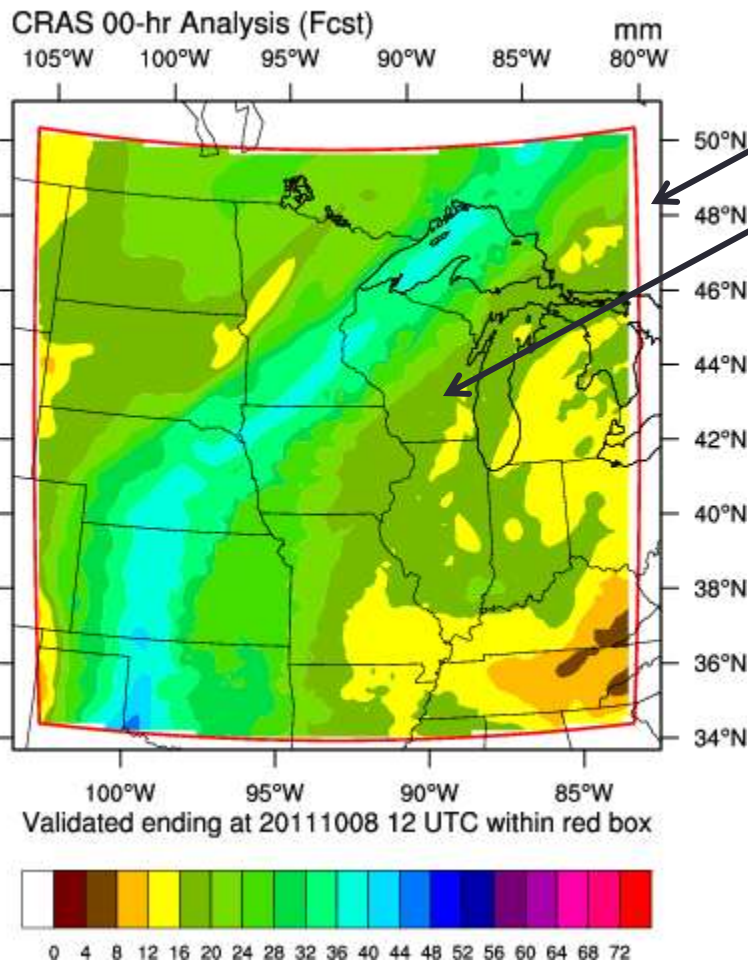 CRAS 00-hr Analysis (Fcst) mm
105°W 100°W 95°W 90°W 85°W 80°W
50°N
48°N
46°N
44°N
42°N
40°N
38°N
36°N
34°N
100°W 95°W 90°W 85°W
Validated ending at 20111008 12 UTC within red box
0 4 8 12 16 20 24 28 32 36 40 44 48 52 56 60 64 68 72